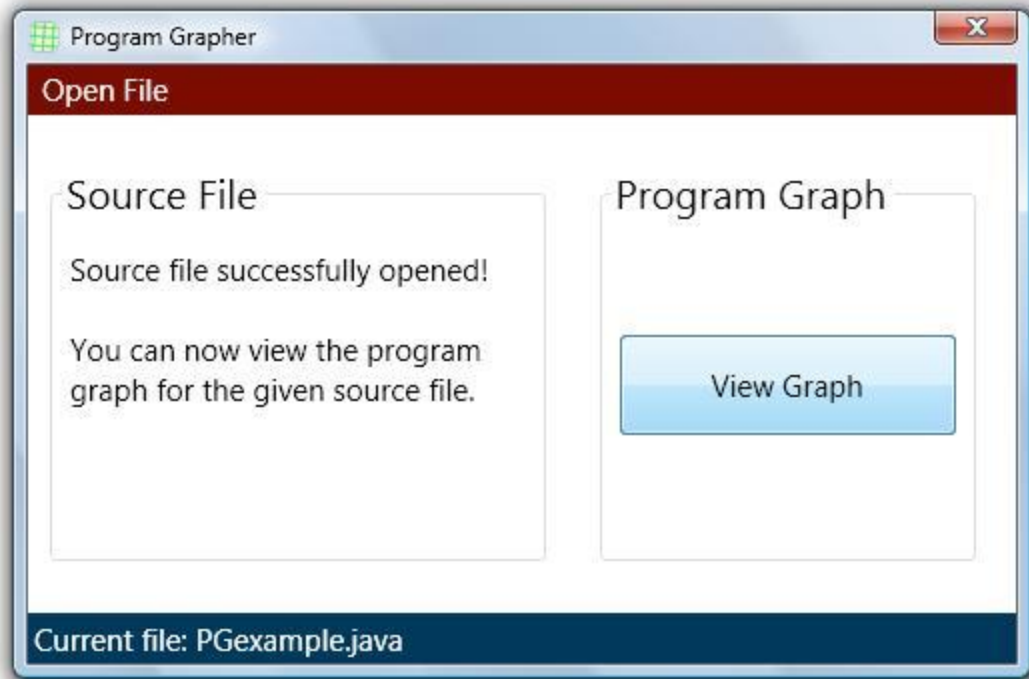 Program Grapher
Open File
Source File
Source file successfully opened!
You can now view the program
graph for the given source file.
Program Graph
View Graph
Current file: PGexample.java